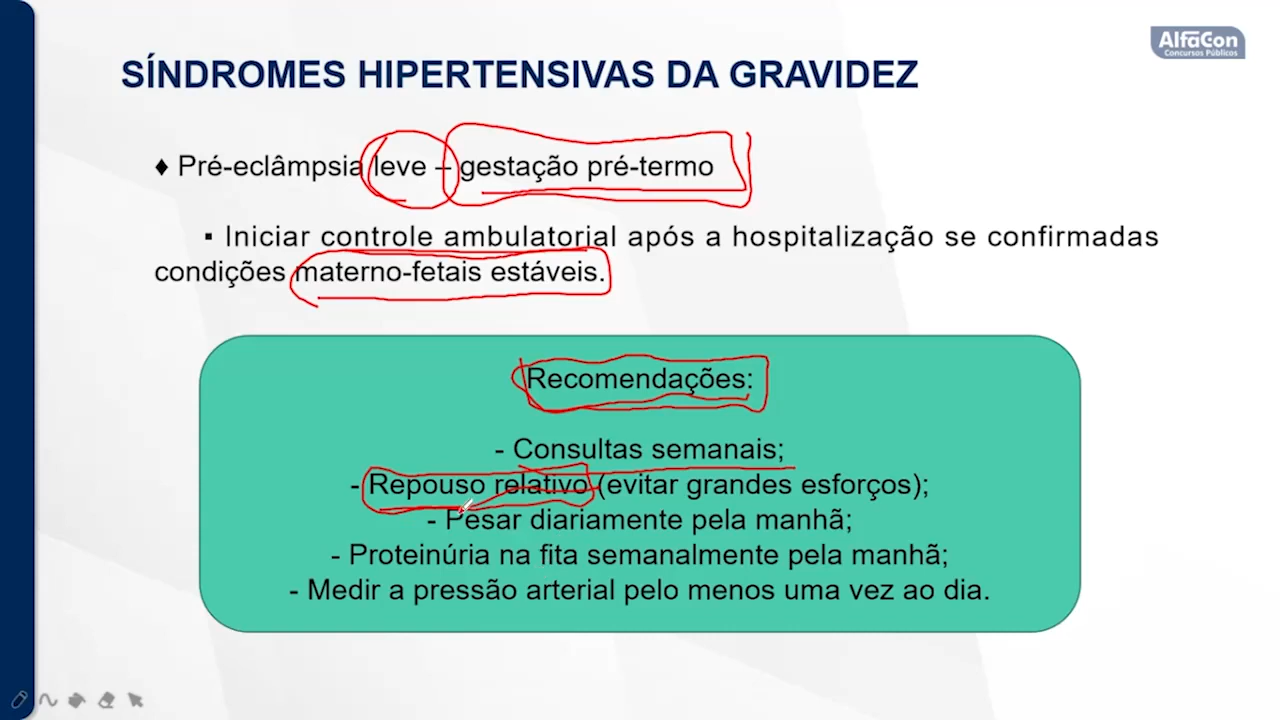 AlfaCon
Concursos Públicos
SÍNDROMES HIPERTENSIVAS DA GRAVIDEZ
♦ Pré-eclâmpsia leve – gestação pré-termo
▪ Iniciar controle ambulatorial após a hospitalização se confirmadas
condições materno-fetais estáveis.
Recomendações:
- Consultas semanais;
- Repouso relativo (evitar grandes esforços);
- Pesar diariamente pela manhã;
- Proteinúria na fita semanalmente pela manhã;
- Medir a pressão arterial pelo menos uma vez ao dia.